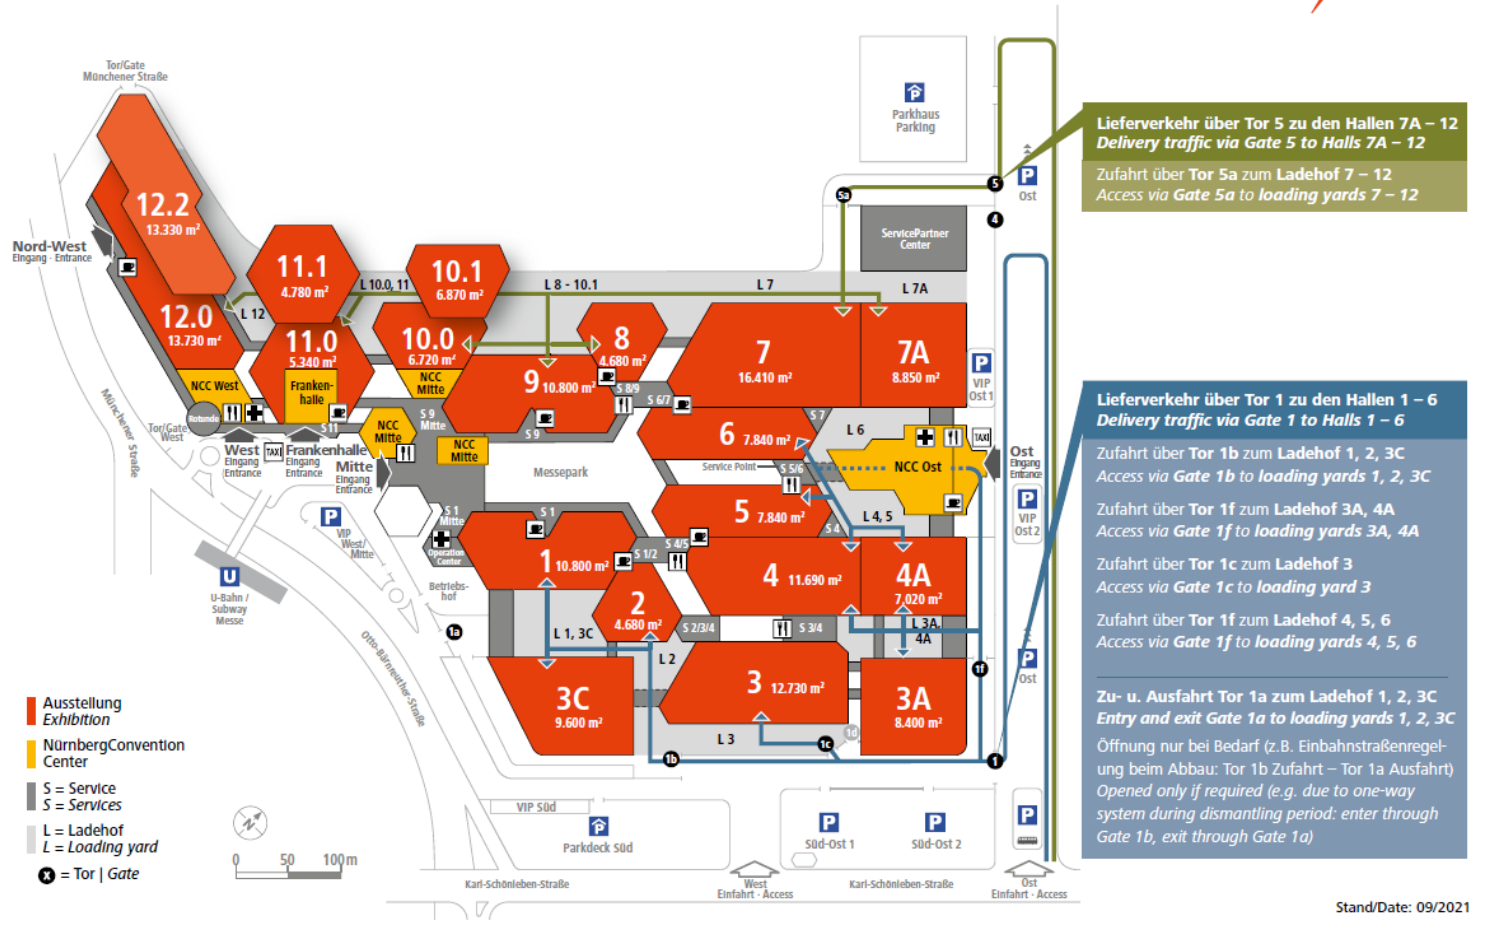 Tor/Gate
Münchener Straße
12.2
13.330 m²
Nord-West
Eingang · Entrance
12.0
13.730 m²
NCC West
L 12
11.1
4.780 m²
11.0
5.340 m²
Franken-
halle
L 10.0, 11
10.1
6.870 m²
10.0
6.720 m²
NCC
Mitte
L 8 - 10.1
8
4.680 m²
9 10.800 m²
L 7
7
16.410 m²
L 7A
7A
8.850 m²
ServicePartner
Center
P
Parkhaus
Parking
5a
5
4
P
Ost
P
VIP
Ost 1
Rotunde
Tor/Gate
West
Münchener Straße
S 11
West
Eingang
Entrance
TAXI
Frankenhalle
Eingang
Entrance
Mitte
Eingang
Entrance
NCC
Mitte
S 9
Mitte
NCC
Mitte
S 9
S 8/9
S 6/7
S 7
6 7.840 m²
L 6
Messepark
Service Point
S 5/6
NCC Ost
TAXI
Ost
Eingang
Entrance
P
VIP
Ost 2
5 7.840 m²
S 4
L 4, 5
S 1
Mitte
Operation
Center
S 1
1 10.800 m²
S 1/2
S 4/5
4 11.690 m²
4A
7.020 m²
2
4.680 m²
S 2/3/4
S 3/4
L 3A,
4A
L 1, 3C
L 2
3C
9.600 m²
3 12.730 m²
3A
8.400 m²
L 3
1a
1b
1c
1d
1f
1
P
Ost
P
VIP
West/
Mitte
U
U-Bahn /
Subway
Messe
Betriebs-
hof
Otto-Bärnreuther-Straße
VIP Süd
P
Parkdeck Süd
P
Süd-Ost 1
P
Süd-Ost 2
P
Karl-Schönleben-Straße
West
Einfahrt · Access
Karl-Schönleben-Straße
Ost
Einfahrt · Access
Ausstellung
Exhibition
NürnbergConvention
Center
S = Service
S = Services
L = Ladehof
L = Loading yard
x = Tor | Gate
N
0 50 100 m
Lieferverkehr über Tor 5 zu den Hallen 7A – 12
Delivery traffic via Gate 5 to Halls 7A – 12
Zufahrt über Tor 5a zum Ladehof 7 – 12
Access via Gate 5a to loading yards 7 – 12
Lieferverkehr über Tor 1 zu den Hallen 1 – 6
Delivery traffic via Gate 1 to Halls 1 – 6
Zufahrt über Tor 1b zum Ladehof 1, 2, 3C
Access via Gate 1b to loading yards 1, 2, 3C
Zufahrt über Tor 1f zum Ladehof 3A, 4A
Access via Gate 1f to loading yards 3A, 4A
Zufahrt über Tor 1c zum Ladehof 3
Access via Gate 1c to loading yard 3
Zufahrt über Tor 1f zum Ladehof 4, 5, 6
Access via Gate 1f to loading yards 4, 5, 6
Zu- u. Ausfahrt Tor 1a zum Ladehof 1, 2, 3C
Entry and exit Gate 1a to loading yards 1, 2, 3C
Öffnung nur bei Bedarf (z.B. Einbahnstraßenregel-
ung beim Abbau: Tor 1b Zufahrt – Tor 1a Ausfahrt)
Opened only if required (e.g. due to one-way
system during dismantling period: enter through
Gate 1b, exit through Gate 1a)
Stand/Date: 09/2021